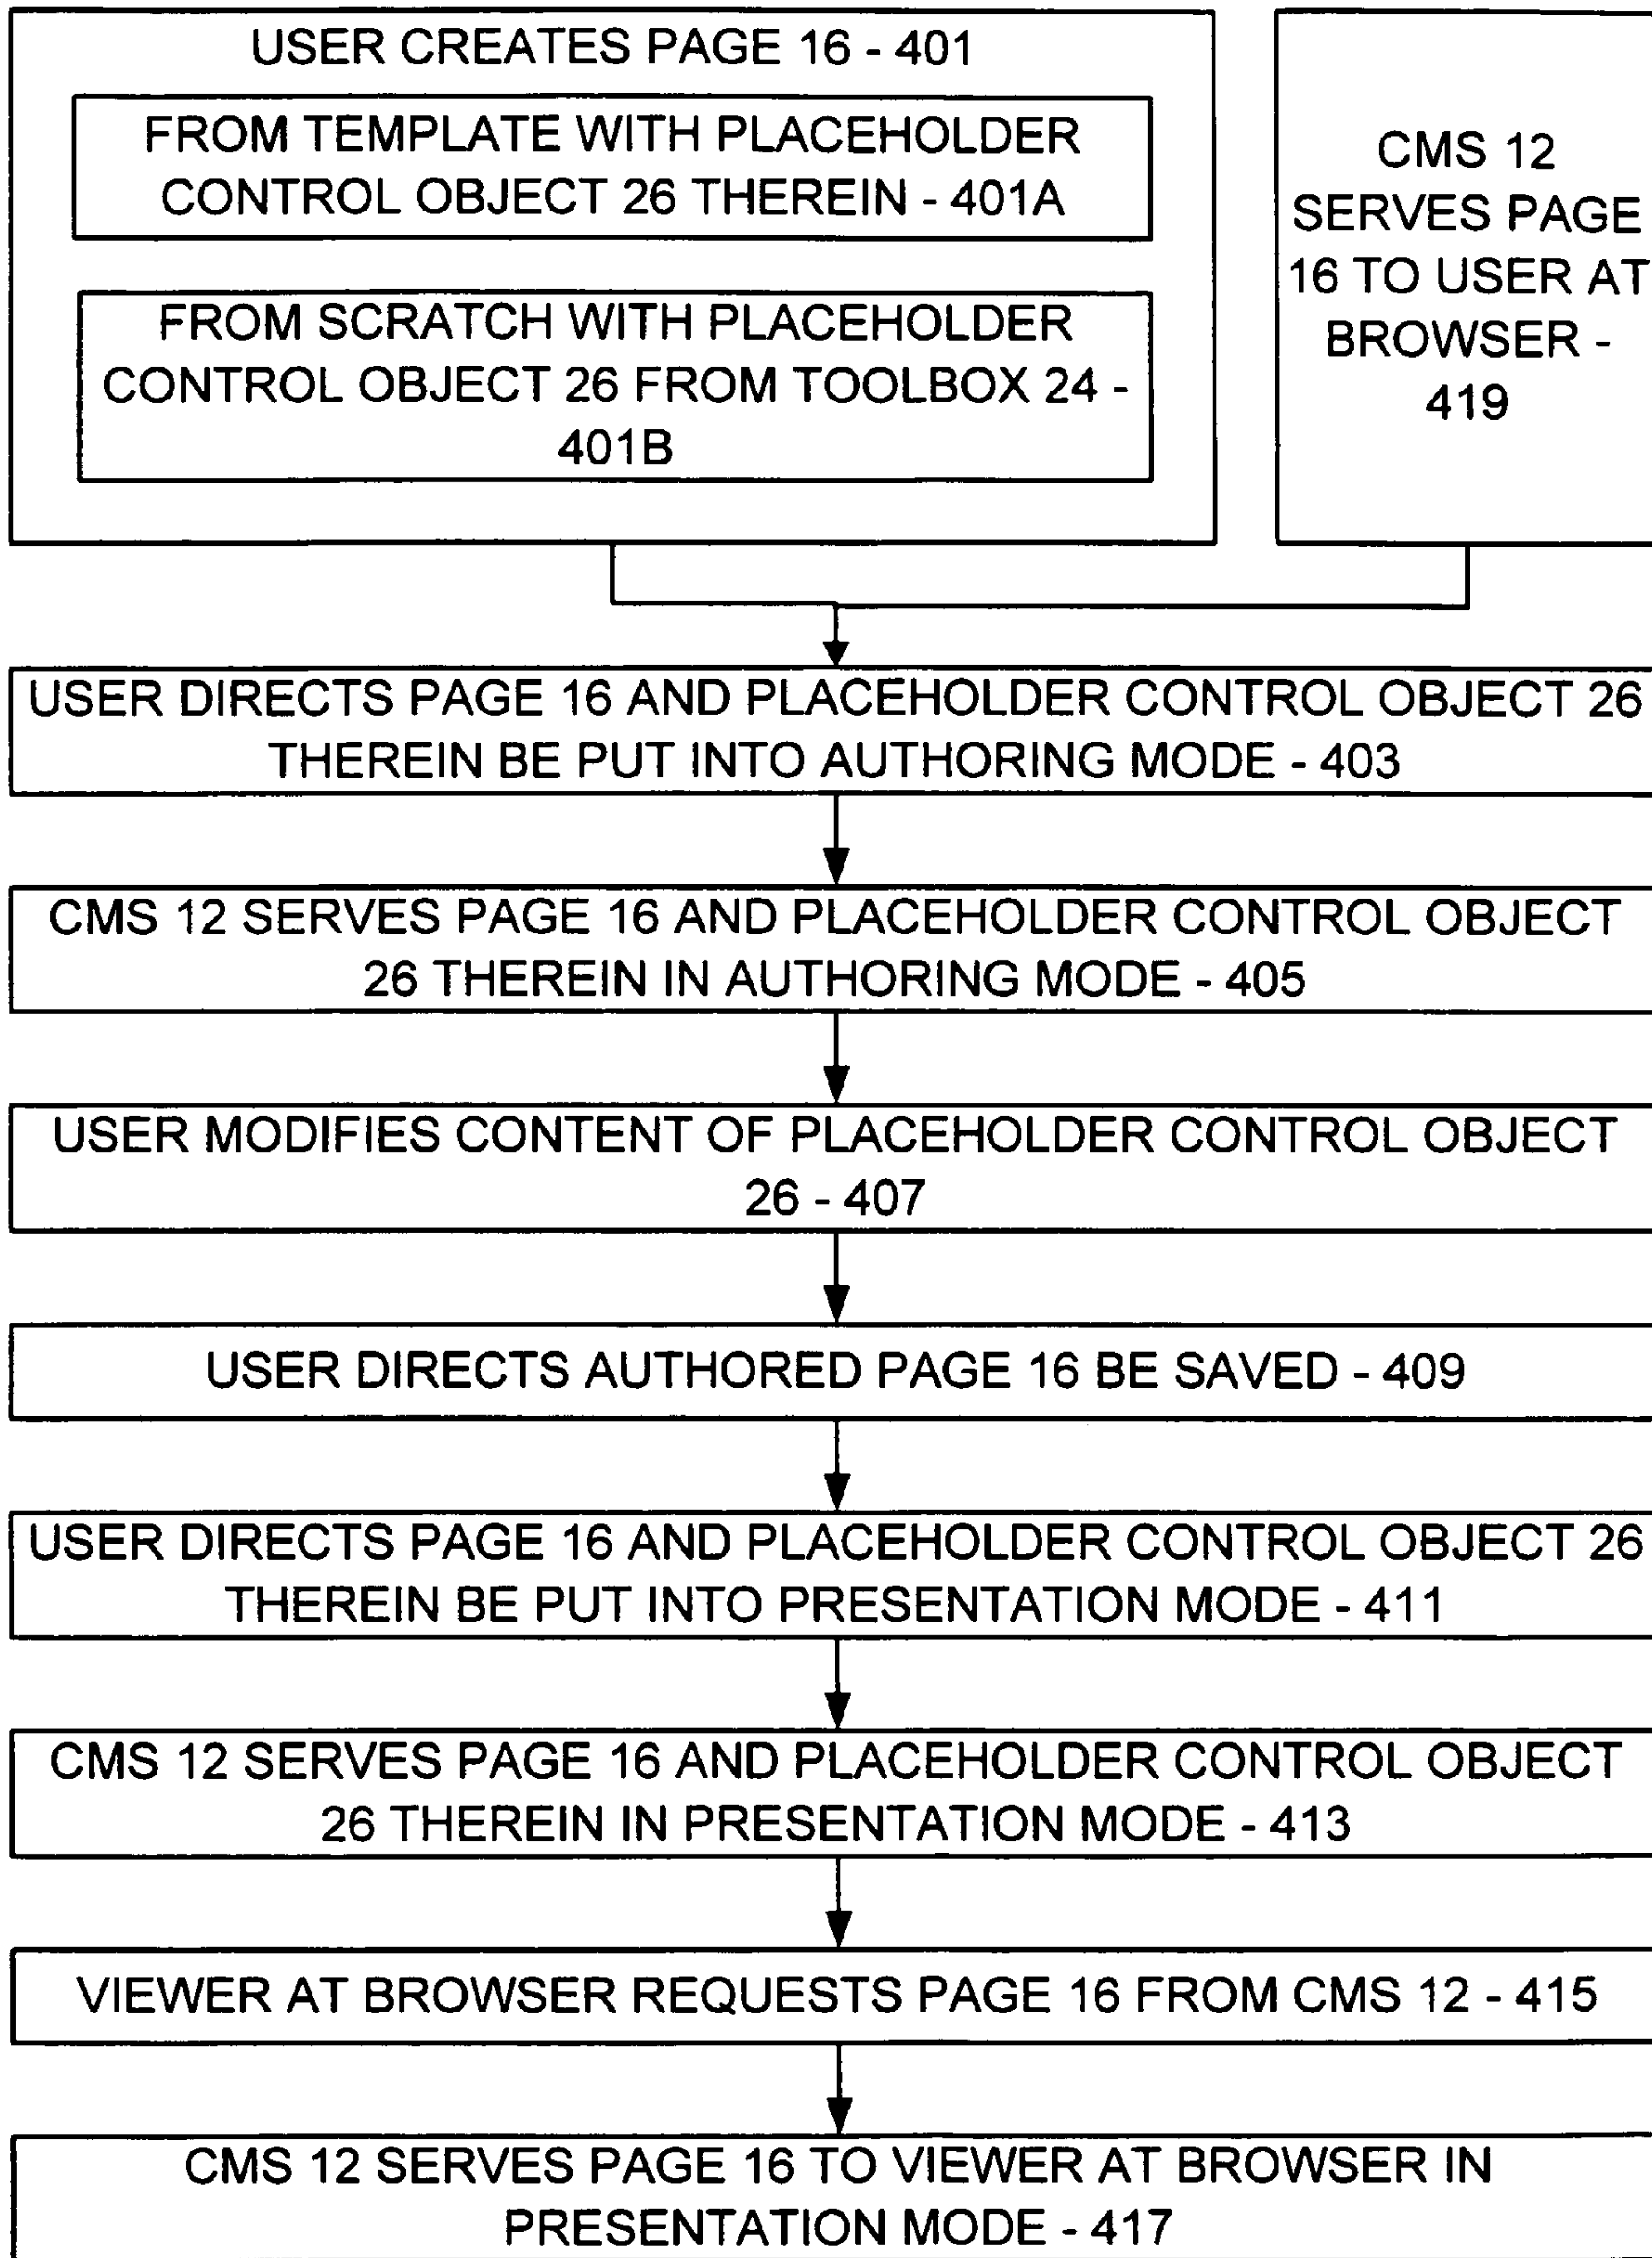 USER CREATES PAGE 16 - 401
FROM TEMPLATE WITH PLACEHOLDER
CONTROL OBJECT 26 THEREIN - 401A
FROM SCRATCH WITH PLACEHOLDER
CONTROL OBJECT 26 FROM TOOLBOX 24 -
401B
CMS 12
SERVES PAGE
16 TO USER AT
BROWSER -
419
USER DIRECTS PAGE 16 AND PLACEHOLDER CONTROL OBJECT 26
THEREIN BE PUT INTO AUTHORING MODE - 403
CMS 12 SERVES PAGE 16 AND PLACEHOLDER CONTROL OBJECT
26 THEREIN IN AUTHORING MODE - 405
USER MODIFIES CONTENT OF PLACEHOLDER CONTROL OBJECT
26 - 407
USER DIRECTS AUTHORED PAGE 16 BE SAVED - 409
USER DIRECTS PAGE 16 AND PLACEHOLDER CONTROL OBJECT 26
THEREIN BE PUT INTO PRESENTATION MODE - 411
CMS 12 SERVES PAGE 16 AND PLACEHOLDER CONTROL OBJECT
26 THEREIN IN PRESENTATION MODE - 413
VIEWER AT BROWSER REQUESTS PAGE 16 FROM CMS 12 - 415
CMS 12 SERVES PAGE 16 TO VIEWER AT BROWSER IN
PRESENTATION MODE - 417